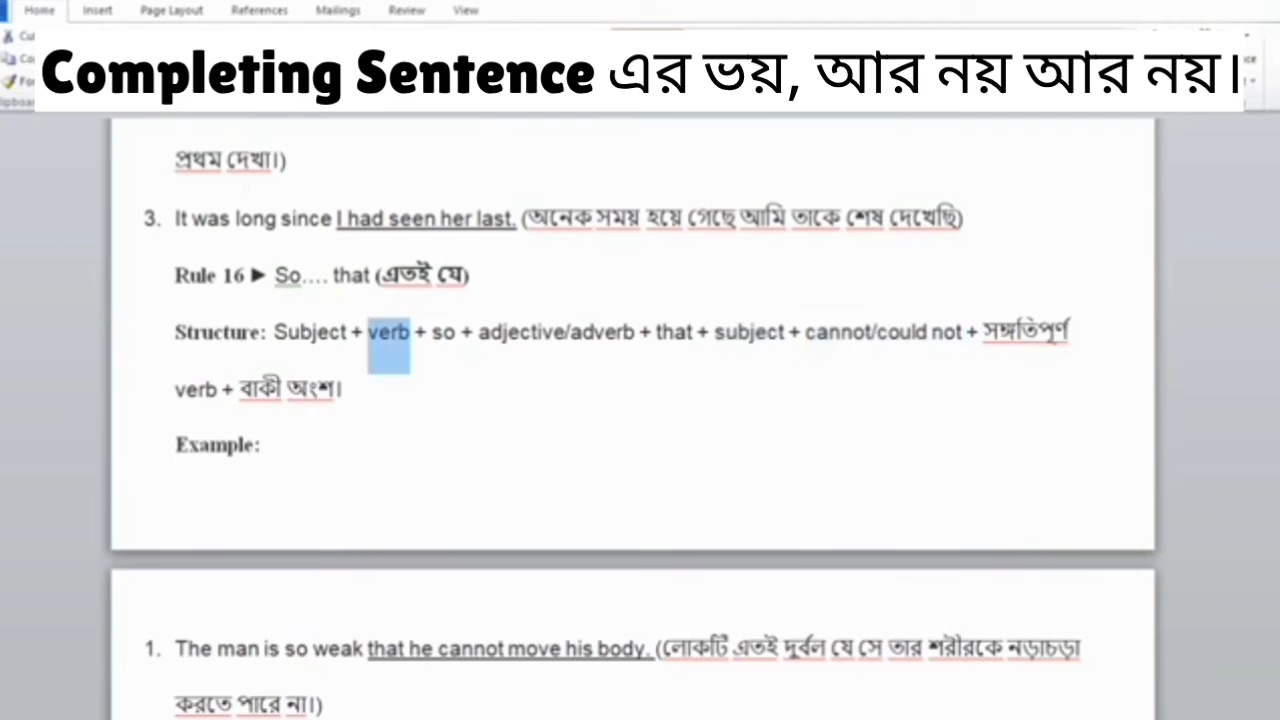 Home Insert Page Layout References Mailings Review View
Completing Sentence এর ভয়, আর নয় আর নয়।
প্রথম দেখা।)
3. It was long since I had seen her last. (অনেক সময় হয়ে গেছে আমি তাকে শেষ দেখেছি)
Rule 16 ► So.... that (এতই যে)
Structure: Subject + verb + so + adjective/adverb + that + subject + cannot/could not + সঙ্গতিপূর্ণ
verb + বাকী অংশ।
Example:
1. The man is so weak that he cannot move his body. (লোকটি এতই দুর্বল যে সে তার শরীরকে নড়াচড়া
করতে পারে না।)